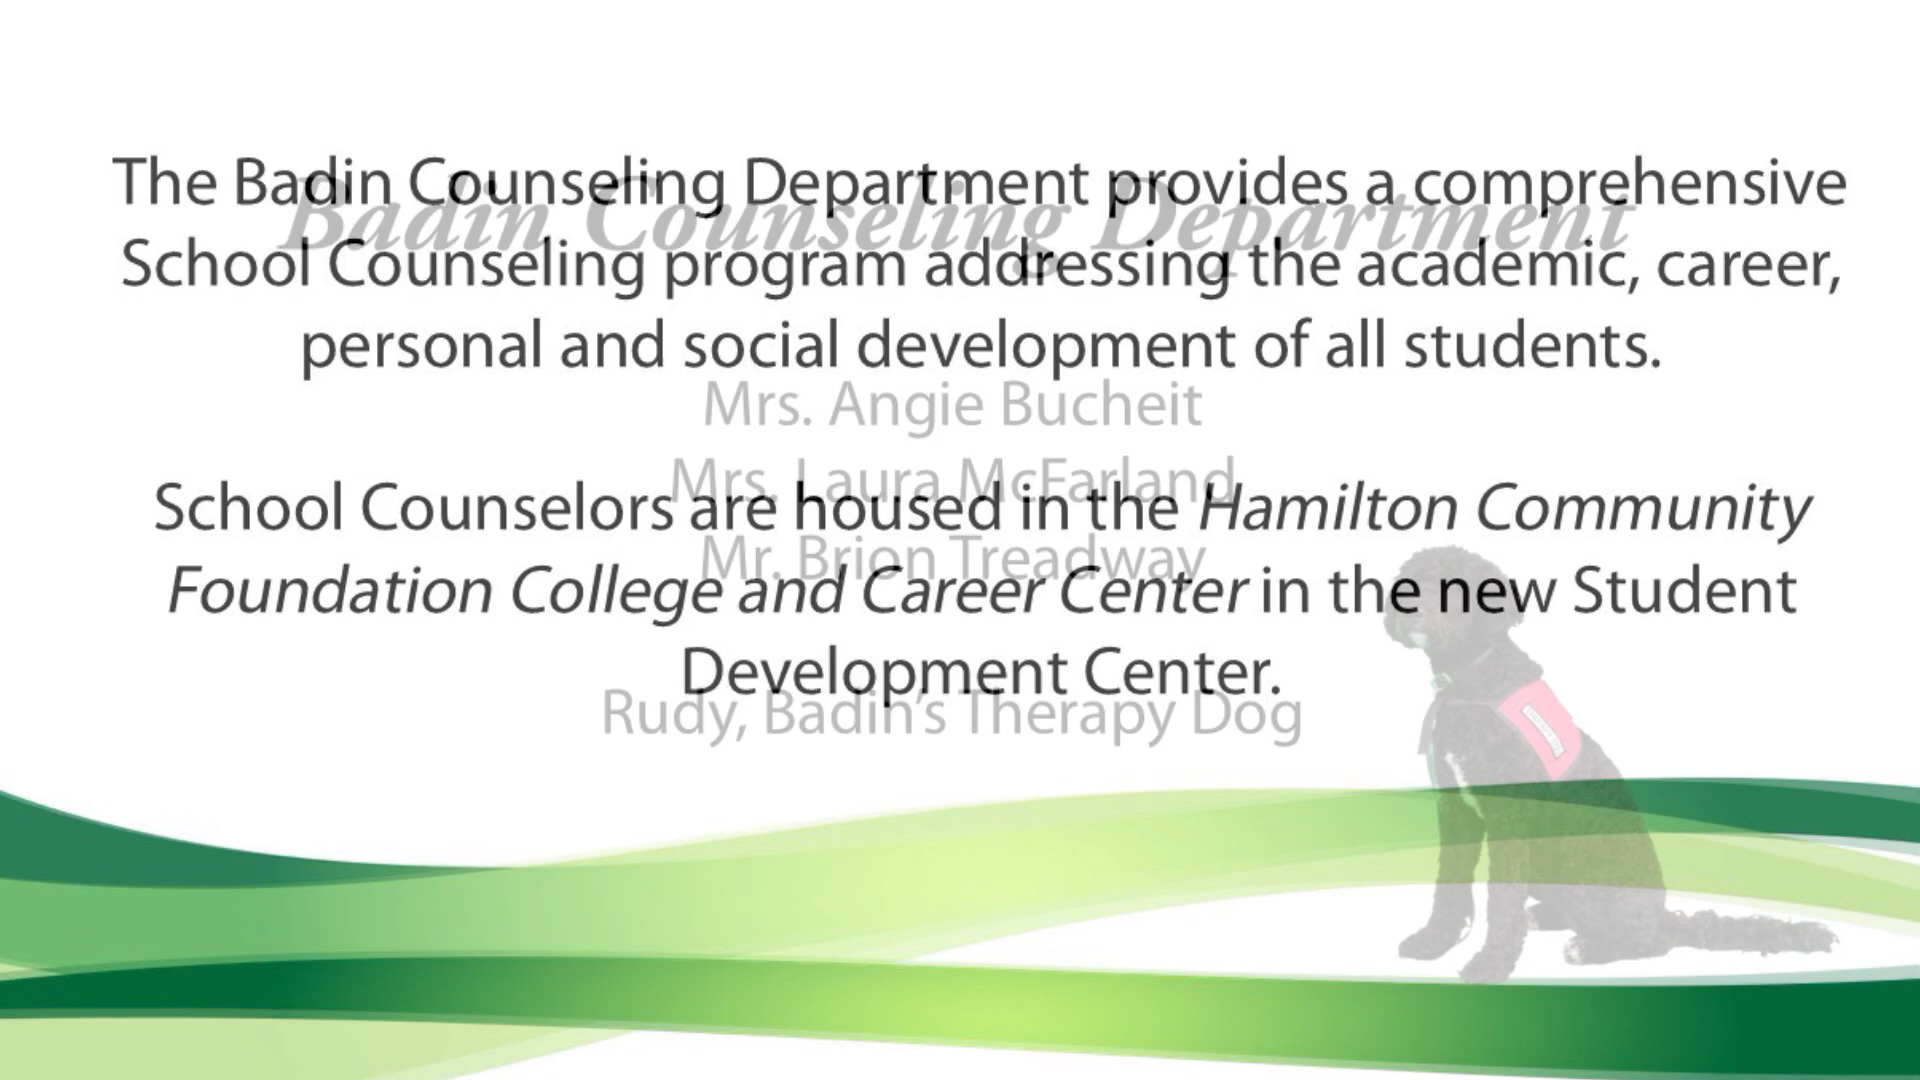 Badin Counseling Department
The Badin Counseling Department provides a comprehensive
School Counseling program addressing the academic, career,
personal and social development of all students.
Mrs. Angie Bucheit
Mrs. Laura McFarland
School Counselors are housed in the Hamilton Community
Mr. Brion Treadway
Foundation College and Career Center in the new Student
Development Center.
Rudy, Badin's Therapy Dog